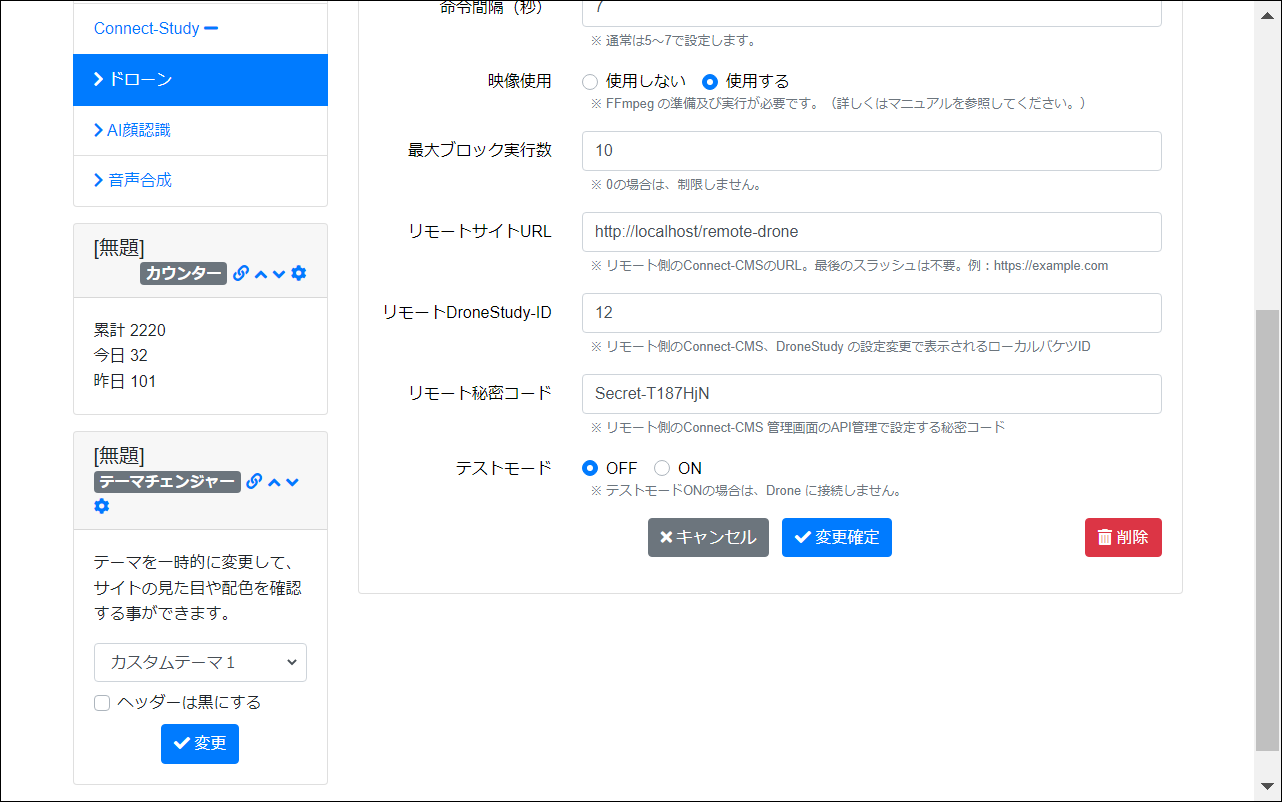 Connect-Study
ドローン
AI顔認識
音声合成
[無題]
カウンター
累計 2220
今日 32
昨日 101
[無題]
テーマチェンジャー
テーマを一時的に変更して、
サイトの見た目や配色を確認
する事ができます。
カスタムテーマ１
ヘッダーは黒にする
変更
命令間隔（秒） 7
※ 通常は5～7で設定します。
映像使用 使用しない 使用する
※ FFmpeg の準備及び実行が必要です。（詳しくはマニュアルを参照してください。）
最大ブロック実行数 10
※ 0の場合は、制限しません。
リモートサイトURL http://localhost/remote-drone
※ リモート側のConnect-CMSのURL。最後のスラッシュは不要。例：https://example.com
リモートDroneStudy-ID 12
※ リモート側のConnect-CMS、DroneStudy の設定変更で表示されるローカルバケツID
リモート秘密コード Secret-T187HjN
※ リモート側のConnect-CMS 管理画面のAPI管理で設定する秘密コード
テストモード OFF ON
※ テストモードONの場合は、Drone に接続しません。
キャンセル 変更確定 削除